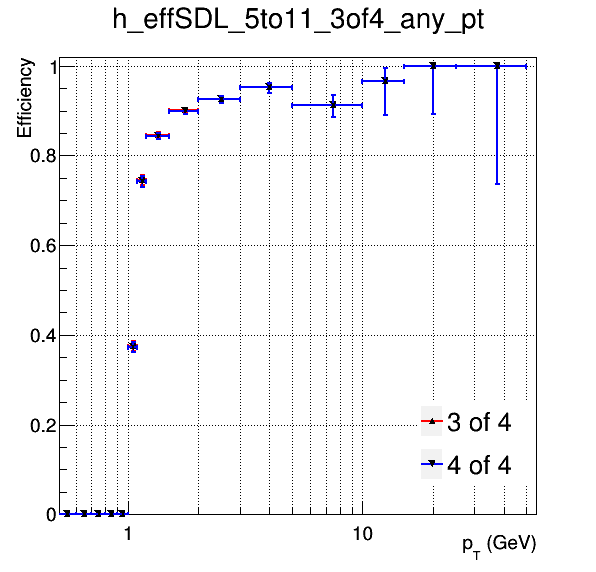 h_effSDL_5to11_3of4_any_pt
Efficiency
1
0.8
0.6
0.4
0.2
0
3 of 4
4 of 4
1
10
p_T (GeV)